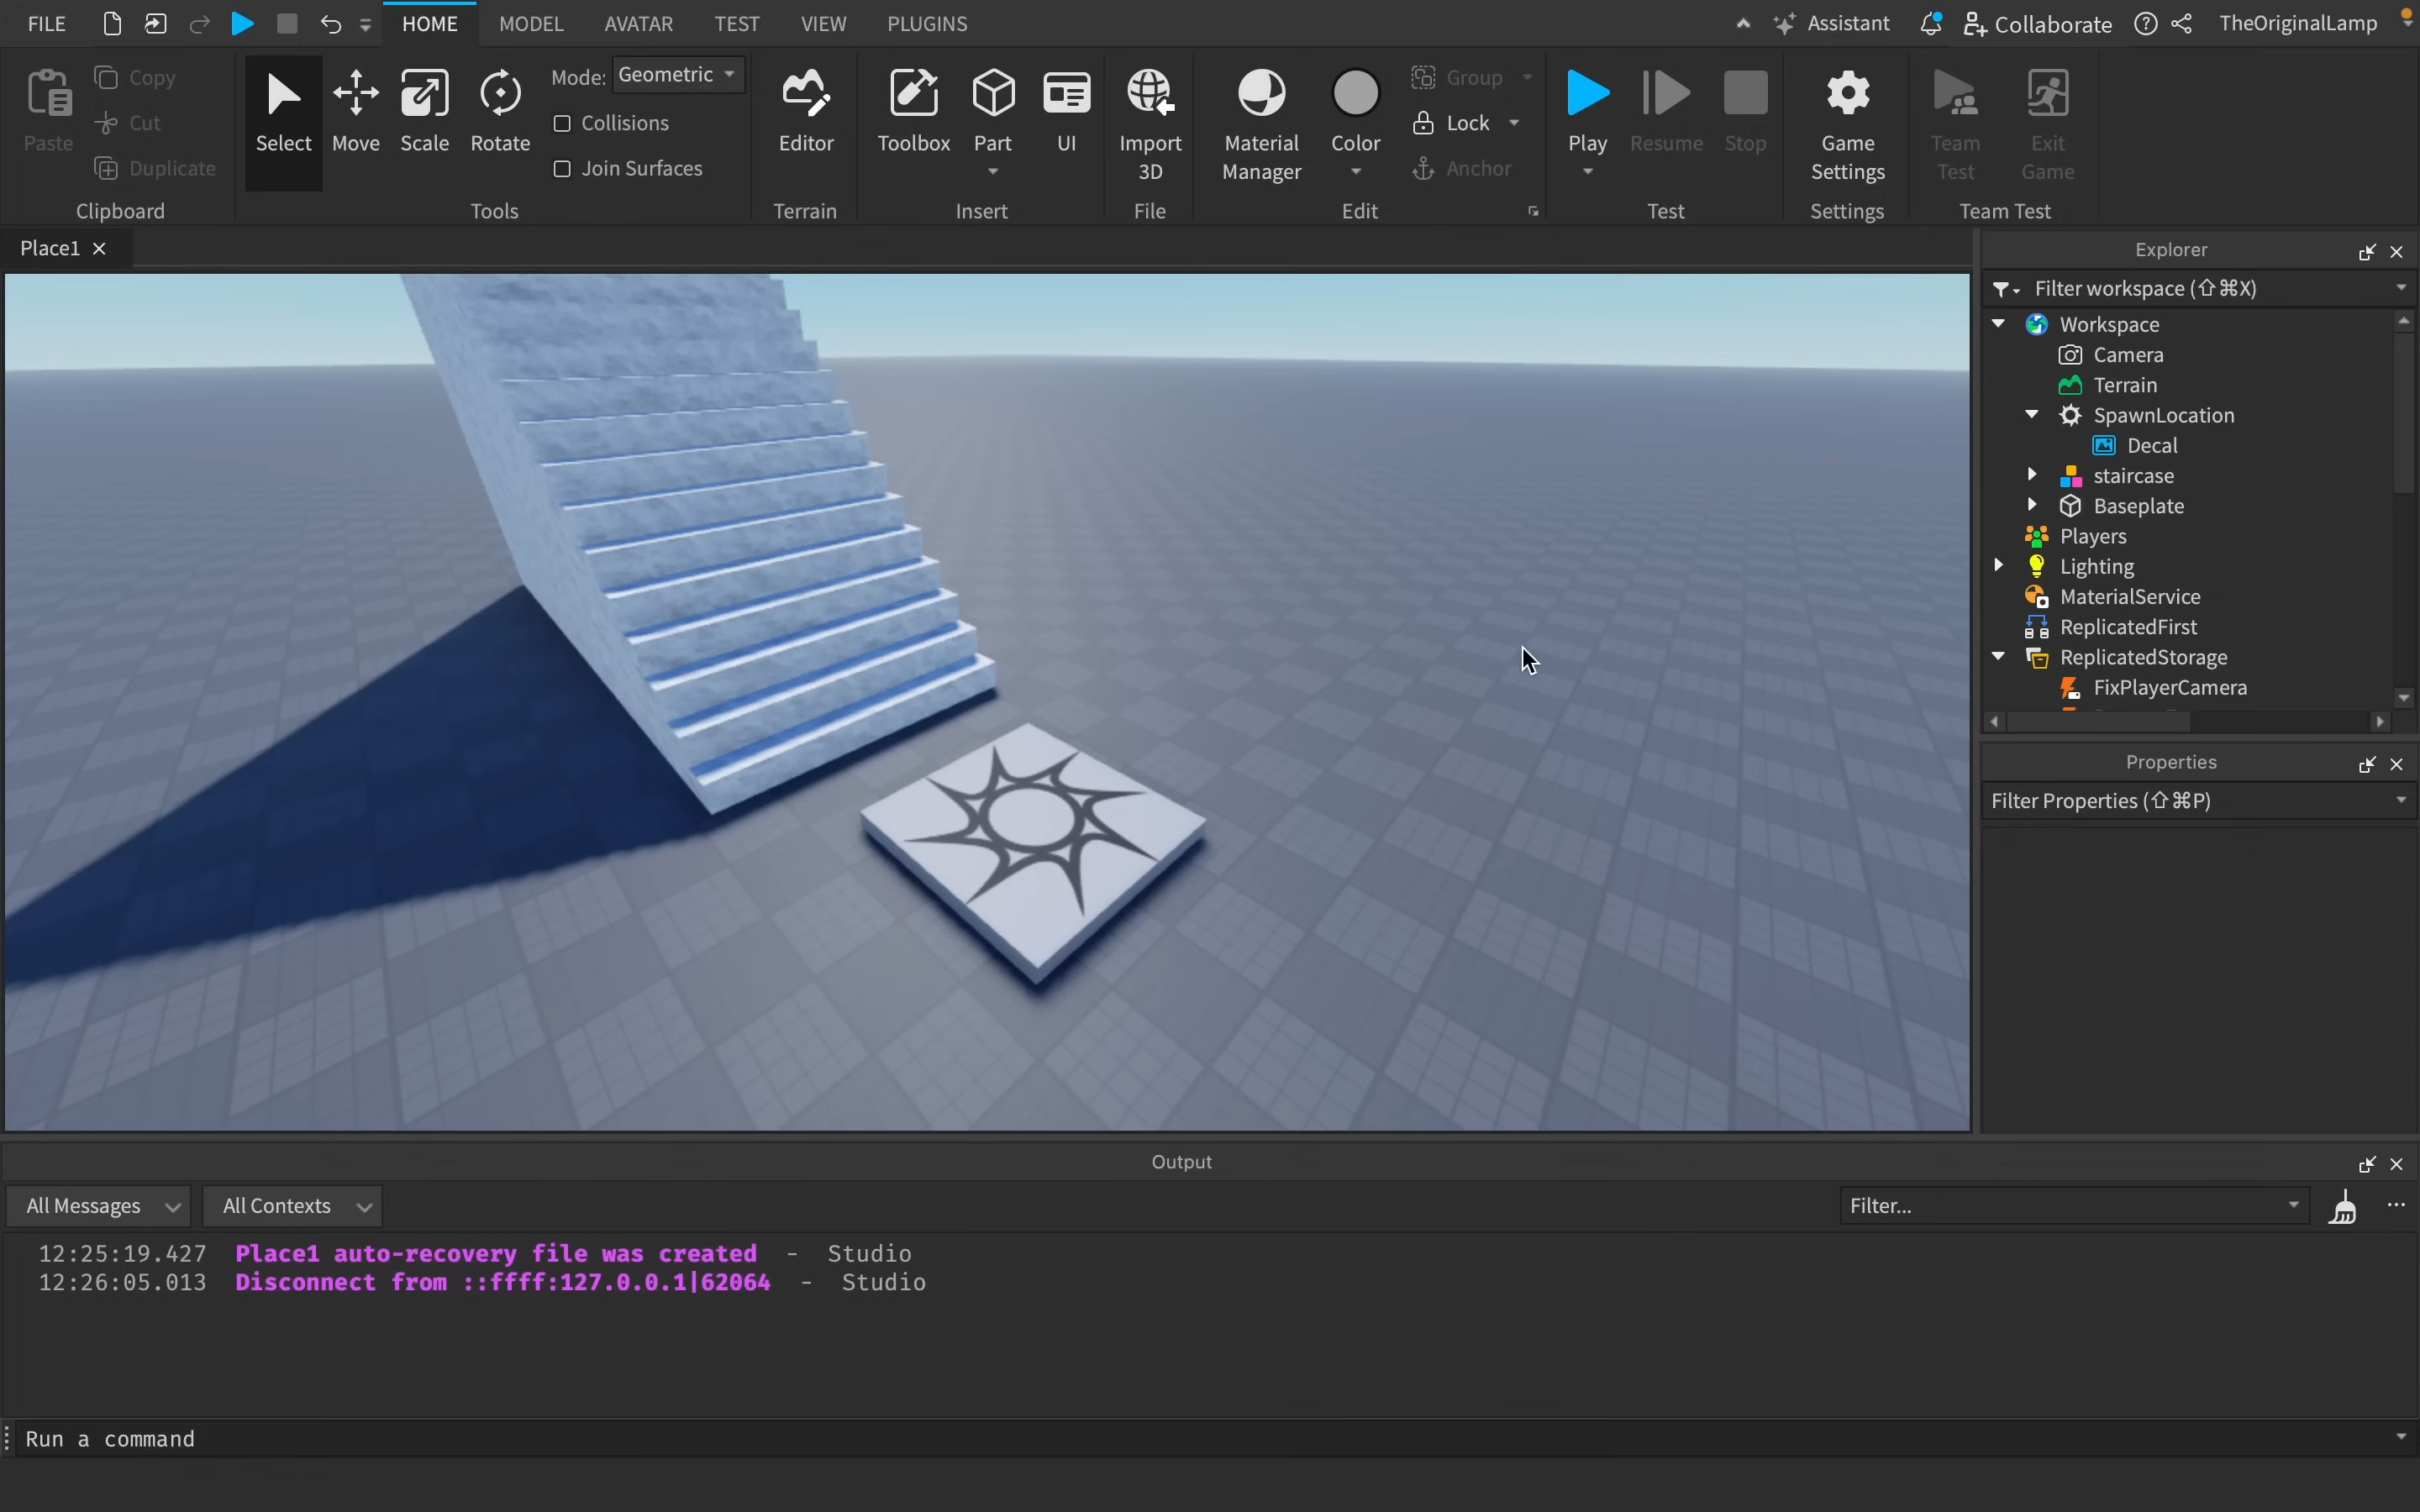 FILE HOME MODEL AVATAR TEST VIEW PLUGINS Assistant Collaborate TheOriginalLamp
Paste
Copy
Cut
Duplicate
Clipboard
Select
Move
Scale
Rotate
Mode: Geometric
Collisions
Join Surfaces
Tools
Editor
Terrain
Toolbox
Part
UI
Insert
Import
3D
File
Material
Manager
Color
Group
Lock
Anchor
Edit
Play
Resume
Stop
Test
Game
Settings
Settings
Team
Test
Exit
Game
Team Test
Place1
Explorer
Filter workspace (⇧⌘X)
Workspace
Camera
Terrain
SpawnLocation
Decal
staircase
Baseplate
Players
Lighting
MaterialService
ReplicatedFirst
ReplicatedStorage
FixPlayerCamera
Properties
Filter Properties (⇧⌘P)
Output
All Messages All Contexts Filter...
12:25:19.427 Place1 auto-recovery file was created - Studio
12:26:05.013 Disconnect from ::ffff:127.0.0.1|62064 - Studio
Run a command